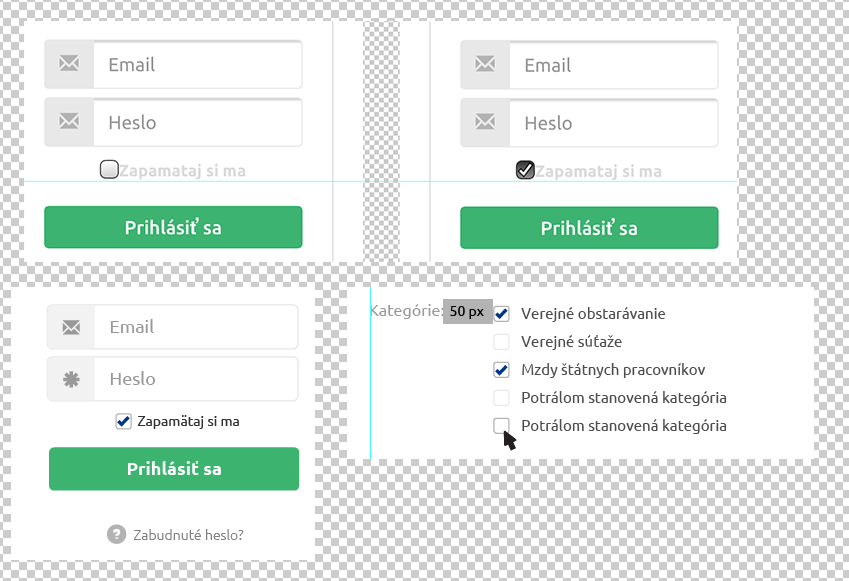 Email
Heslo
Zapamataj si ma
Prihlásiť sa
Email
Heslo
Zapamataj si ma
Prihlásiť sa
Email
Heslo
Zapamätaj si ma
Prihlásiť sa
? Zabudnuté heslo?
Kategórie: 50 px
Verejné obstarávanie
Verejné súťaže
Mzdy štátnych pracovníkov
Potrálom stanovená kategória
Potrálom stanovená kategória